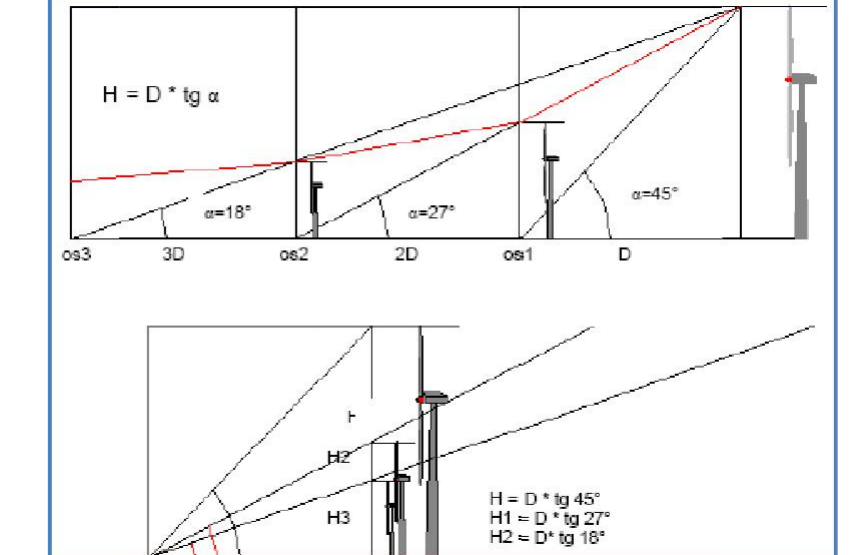 H = D * tg α
α=18°
α=27°
α=45°
os3
3D
os2
2D
os1
D
H2
H3
H = D * tg 45°
H1 = D * tg 27°
H2 = D* tg 18°